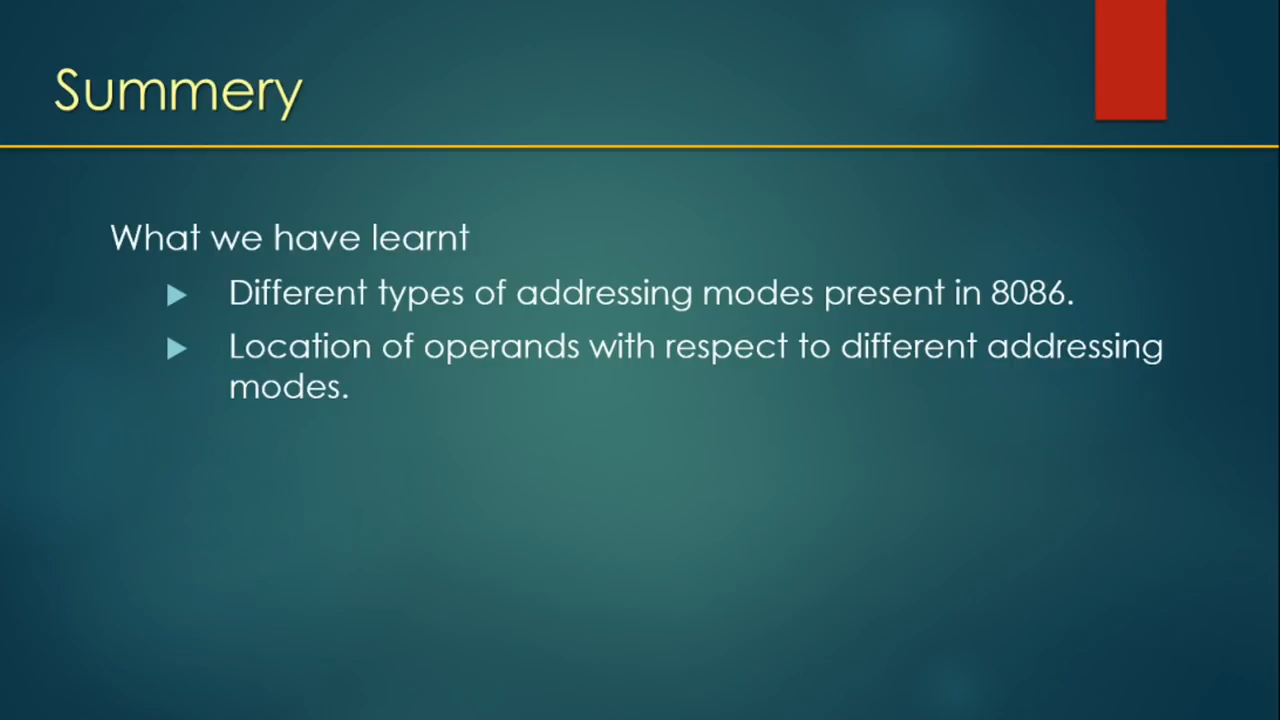 Summery
What we have learnt
Different types of addressing modes present in 8086.
Location of operands with respect to different addressing
modes.